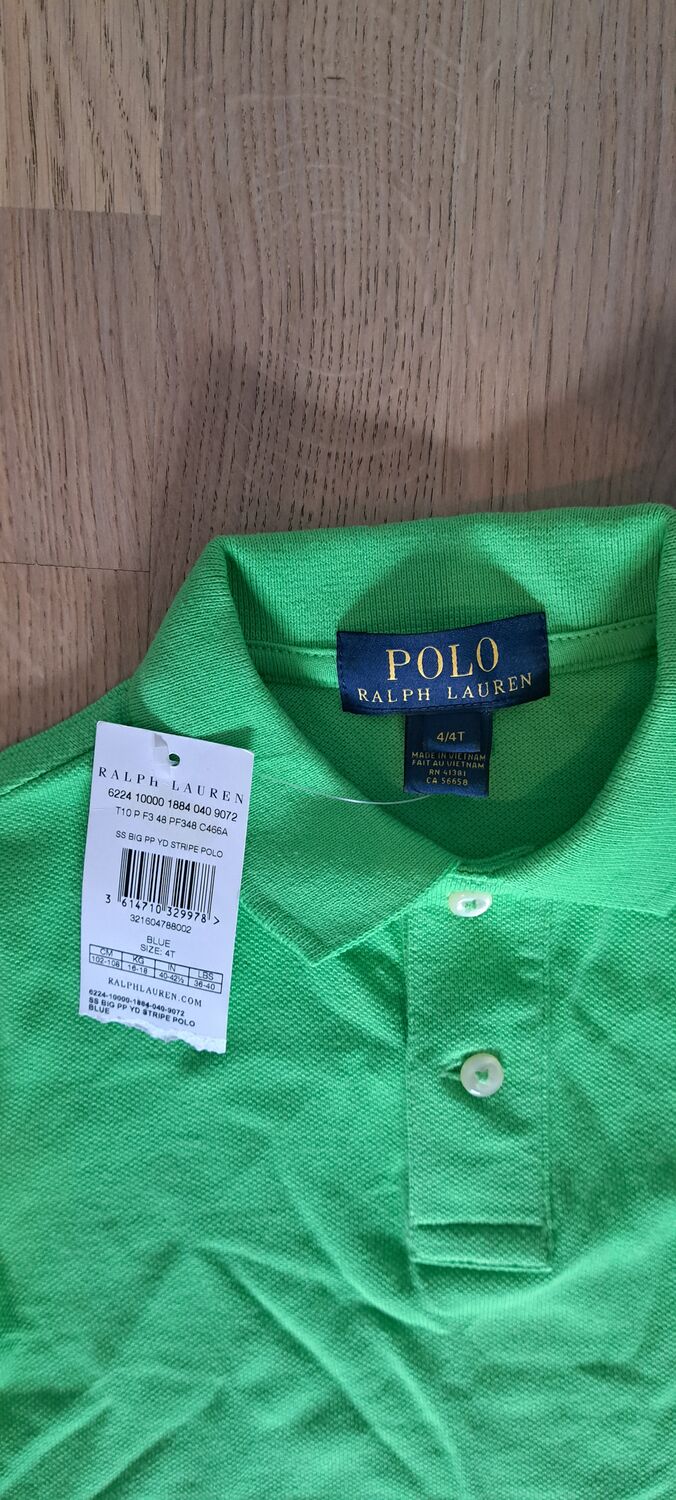 POLO
RALPH LAUREN
4/4T
MADE IN VIETNAM
FAIT AU VIETNAM
RN 41381
CA 56658
RALPH LAUREN
6224 10000 1884 040 9072
T10 P F3 48 PF348 C466A
SS BIG PP YD STRIPE POLO
3 614710 329978 >
321604788002
BLUE
SIZE: 4T
CM KG IN LBS
102-108 16-18 40-42½ 36-40
RALPHLAUREN.COM
6224-10000-1884-040-9072
SS BIG PP YD STRIPE POLO
BLUE